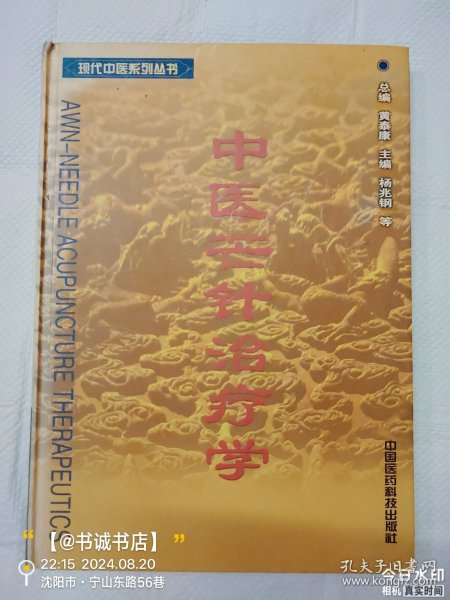 现代中医系列丛书
总编 黄泰康 主编 杨兆钢 等
中医芒针治疗学
AWN-NEEDLE ACUPUNCTURE THERAPEUTICS
中国医药科技出版社
“【@书诚书店】”
22:15 2024.08.20
沈阳市·宁山东路56巷
孔夫子旧书网
www.kongfz.com
今日水印
相机 真实时间